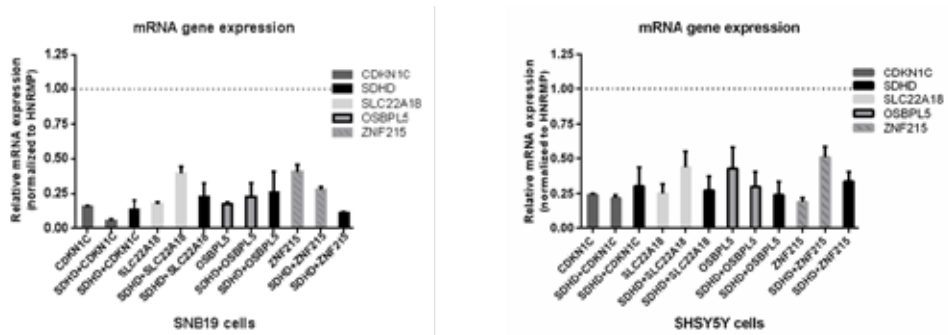 mRNA gene expression
Relative mRNA expression
(normalized to HNRMP)
1.25
1.00
0.75
0.50
0.25
0.00
CDKN1C
SDHD
SLC22A18
OSBPL5
ZNF215
CDKN1C
SDHD+CDKN1C
SDHD+CDKN1C
SLC22A18
SDHD+SLC22A18
SDHD+SLC22A18
OSBPL5
SDHD+OSBPL5
SDHD+OSBPL5
ZNF215
SDHD+ZNF215
SDHD+ZNF215
SNB19 cells
mRNA gene expression
Relative mRNA expression
(normalized to HNRMP)
1.25
1.00
0.75
0.50
0.25
0.00
CDKN1C
SDHD
SLC22A18
OSBPL5
ZNF215
CDKN1C
SDHD+CDKN1C
SDHD+CDKN1C
SLC22A18
SDHD+SLC22A18
SDHD+SLC22A18
OSBPL5
SDHD+OSBPL5
SDHD+OSBPL5
ZNF215
SDHD+ZNF215
SDHD+ZNF215
SHSY5Y cells